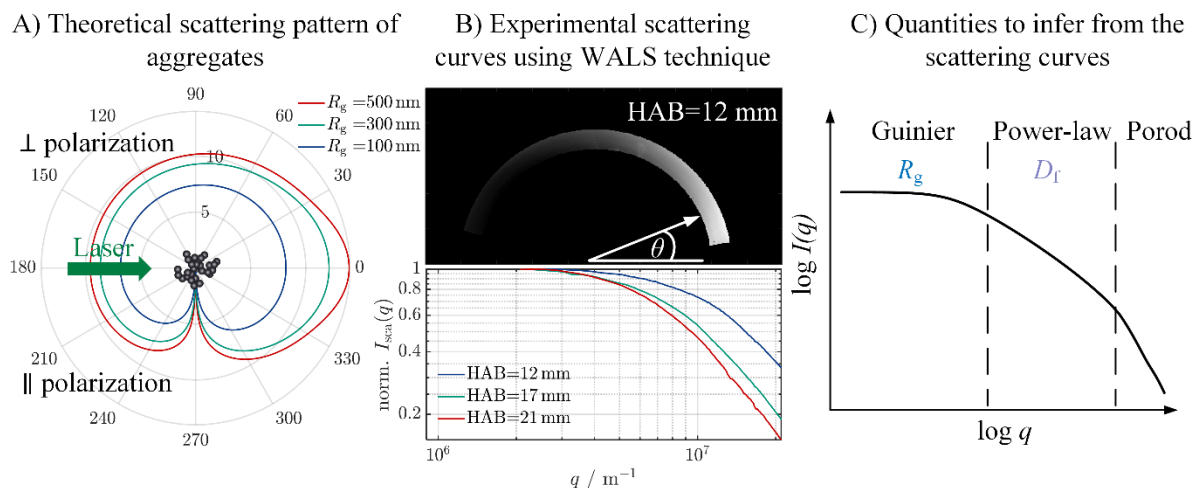 A) Theoretical scattering pattern of
aggregates
90
120
60
150
30
180
0
210
330
240
300
270
10
5
R_g = 500 nm
R_g = 300 nm
R_g = 100 nm
⊥ polarization
Laser
∥ polarization
B) Experimental scattering
curves using WALS technique
HAB=12 mm
θ
1
0.8
0.6
0.4
0.2
norm. I_sca(q)
HAB=12 mm
HAB=17 mm
HAB=21 mm
10^6
10^7
q / m^−1
C) Quantities to infer from the
scattering curves
Guinier
Power-law
Porod
R_g
D_f
log I(q)
log q